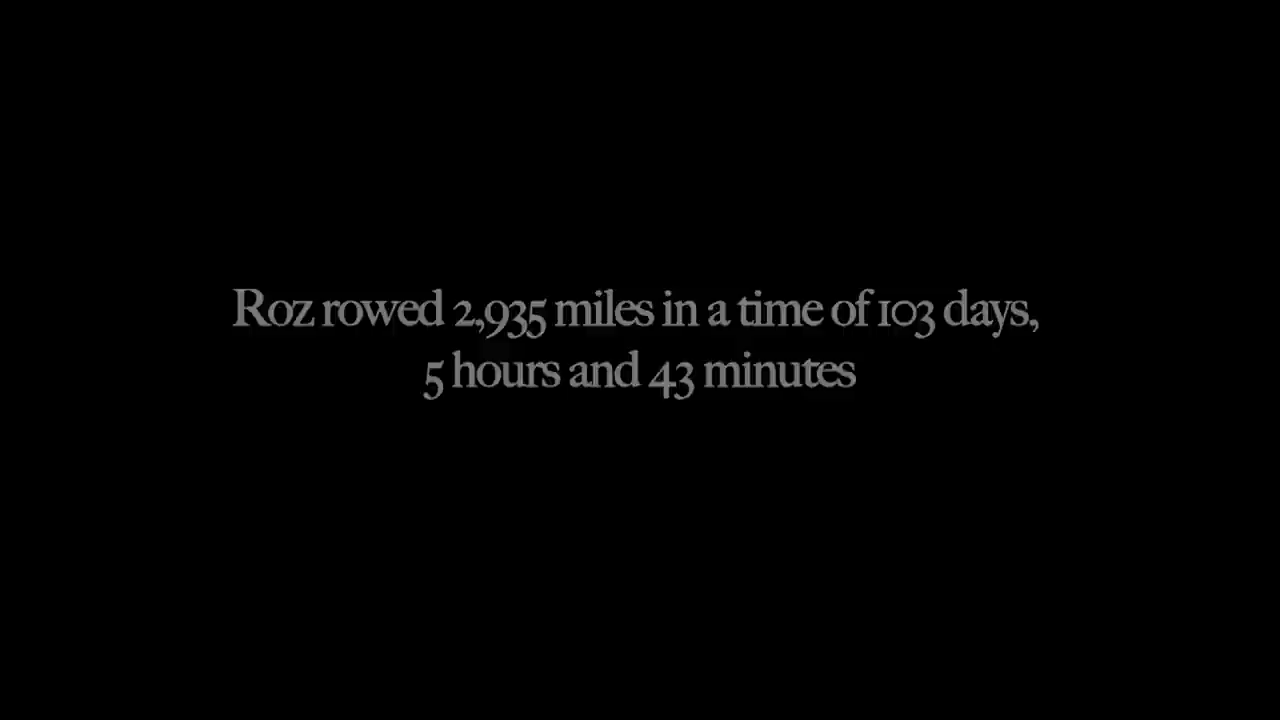 Roz rowed 2,935 miles in a time of 103 days,
5 hours and 43 minutes